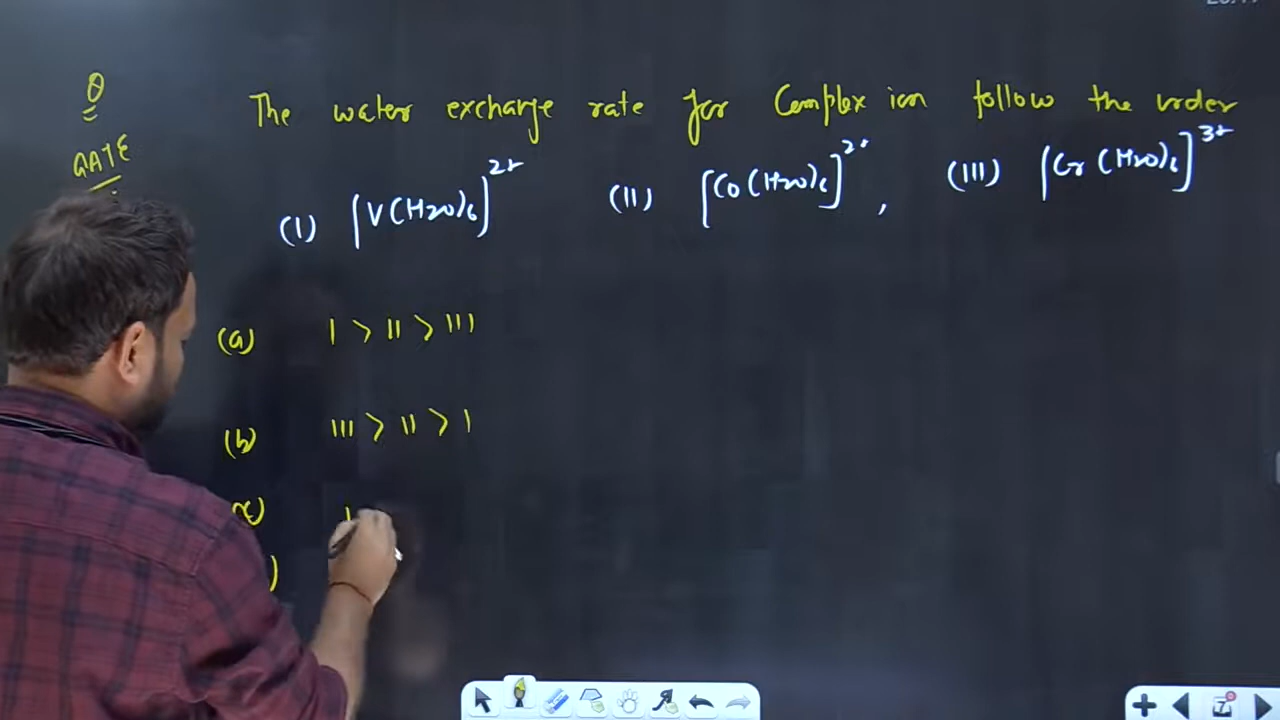 Q
GATE
The water exchange rate for Complex ion follow the order
(I) [V(H2O)6]2+ (II) [Co(H2O)6]2+ , (III) [Cr(H2O)6]3+
(a) I > II > III
(b) III > II > I
(c) I
)